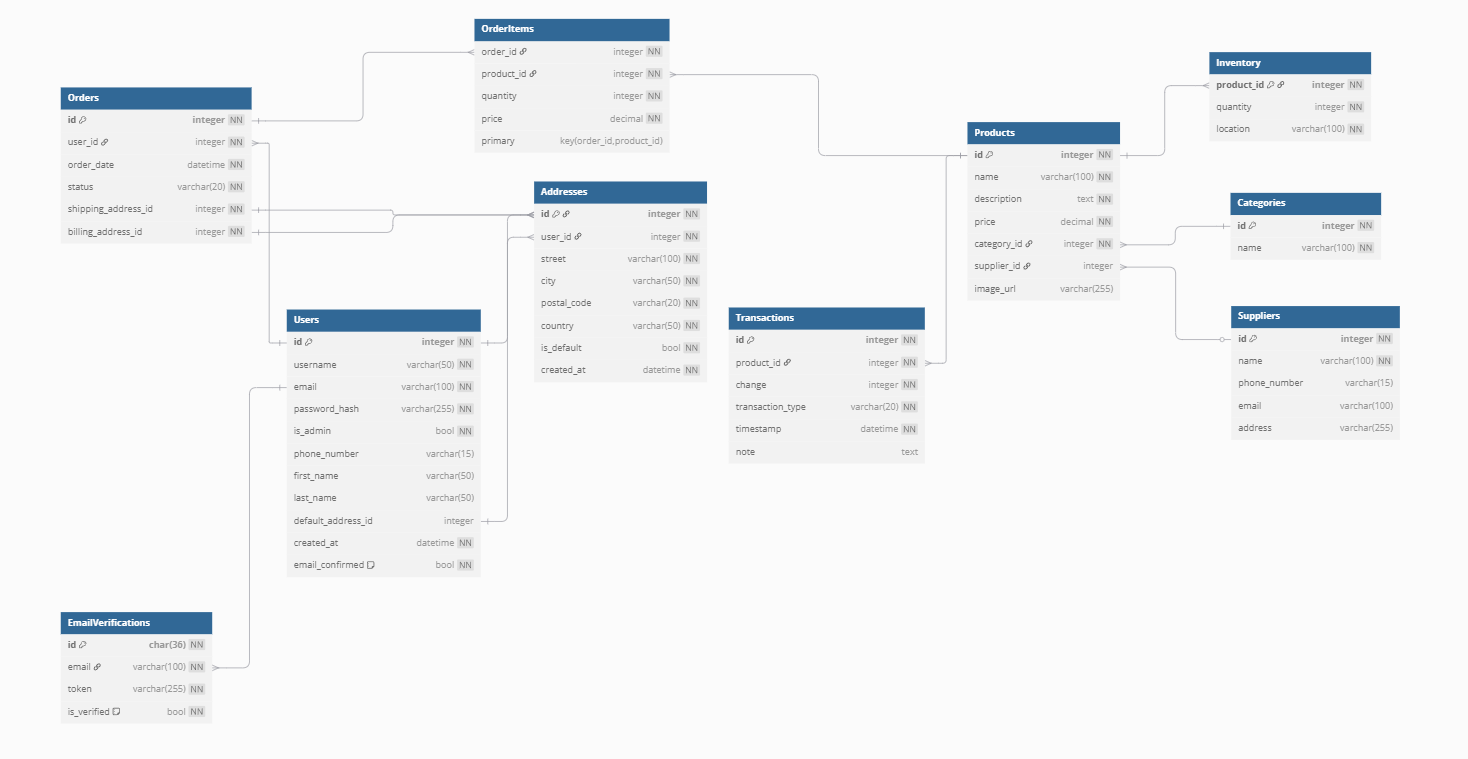 OrderItems
order_id integer NN
product_id integer NN
quantity integer NN
price decimal NN
primary key(order_id,product_id)
Inventory
product_id integer NN
quantity integer NN
location varchar(100) NN
Orders
id integer NN
user_id integer NN
order_date datetime NN
status varchar(20) NN
shipping_address_id integer NN
billing_address_id integer NN
Products
id integer NN
name varchar(100) NN
description text NN
price decimal NN
category_id integer NN
supplier_id integer
image_url varchar(255)
Addresses
id integer NN
user_id integer NN
street varchar(100) NN
city varchar(50) NN
postal_code varchar(20) NN
country varchar(50) NN
is_default bool NN
created_at datetime NN
Categories
id integer NN
name varchar(100) NN
Users
id integer NN
username varchar(50) NN
email varchar(100) NN
password_hash varchar(255) NN
is_admin bool NN
phone_number varchar(15)
first_name varchar(50)
last_name varchar(50)
default_address_id integer
created_at datetime NN
email_confirmed bool NN
Transactions
id integer NN
product_id integer NN
change integer NN
transaction_type varchar(20) NN
timestamp datetime NN
note text
Suppliers
id integer NN
name varchar(100) NN
phone_number varchar(15)
email varchar(100)
address varchar(255)
EmailVerifications
id char(36) NN
email varchar(100) NN
token varchar(255) NN
is_verified bool NN